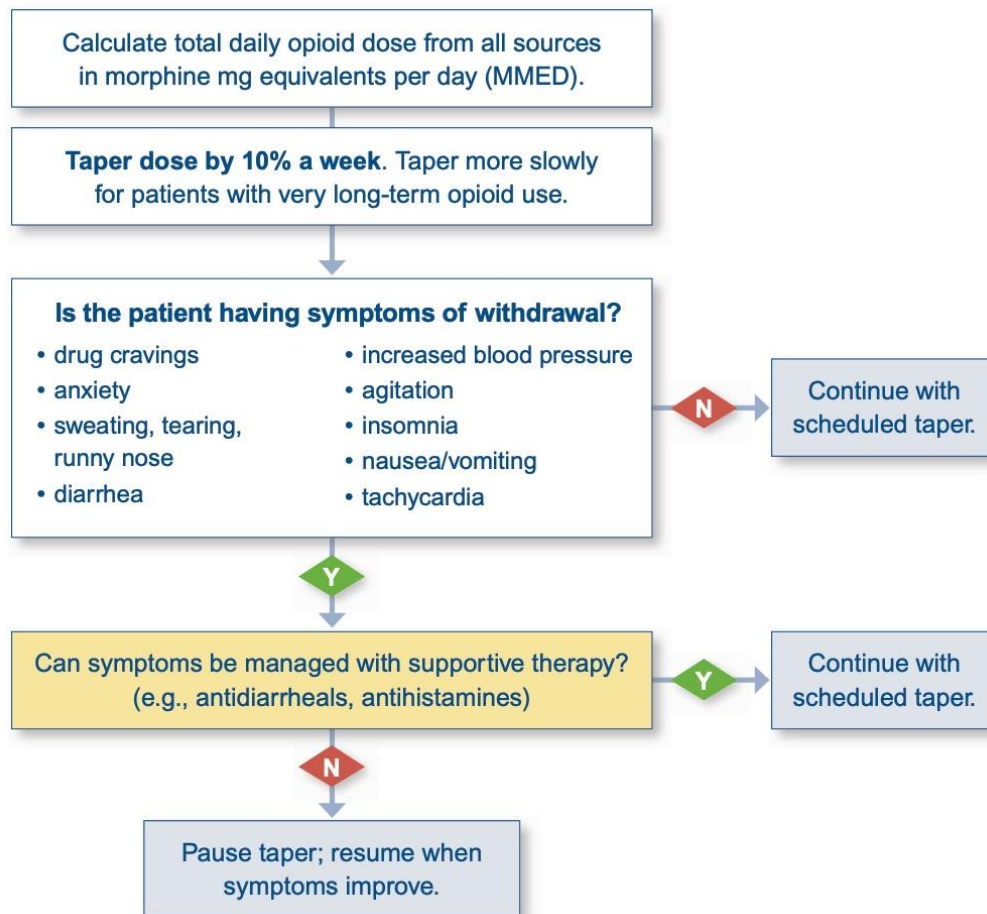 Calculate total daily opioid dose from all sources
in morphine mg equivalents per day (MMED).
Taper dose by 10% a week. Taper more slowly
for patients with very long-term opioid use.
Is the patient having symptoms of withdrawal?
• drug cravings
• anxiety
• sweating, tearing,
runny nose
• diarrhea
• increased blood pressure
• agitation
• insomnia
• nausea/vomiting
• tachycardia
N
Continue with
scheduled taper.
Y
Can symptoms be managed with supportive therapy?
(e.g., antidiarrheals, antihistamines)
Y
Continue with
scheduled taper.
N
Pause taper; resume when
symptoms improve.